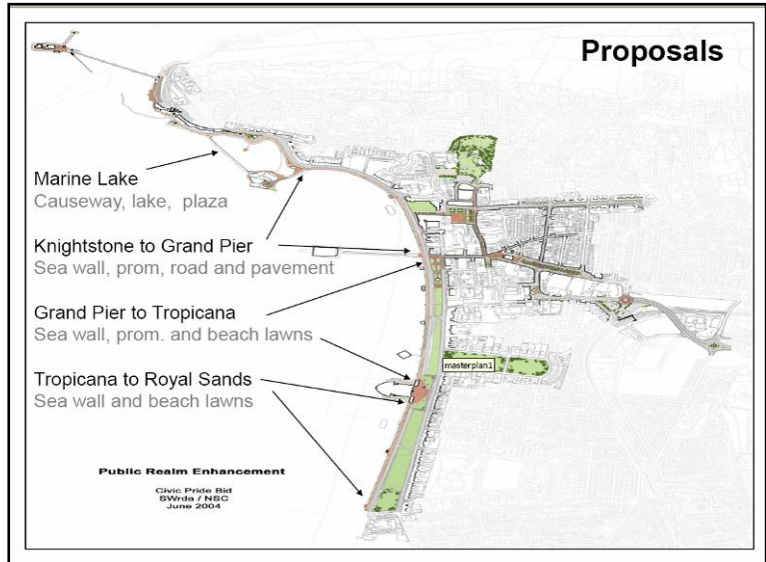 Proposals
Marine Lake
Causeway, lake, plaza
Knightstone to Grand Pier
Sea wall, prom, road and pavement
Grand Pier to Tropicana
Sea wall, prom. and beach lawns
masterplan1
Tropicana to Royal Sands
Sea wall and beach lawns
Public Realm Enhancement
Civic Pride Bid
SWrda / NSC
June 2004